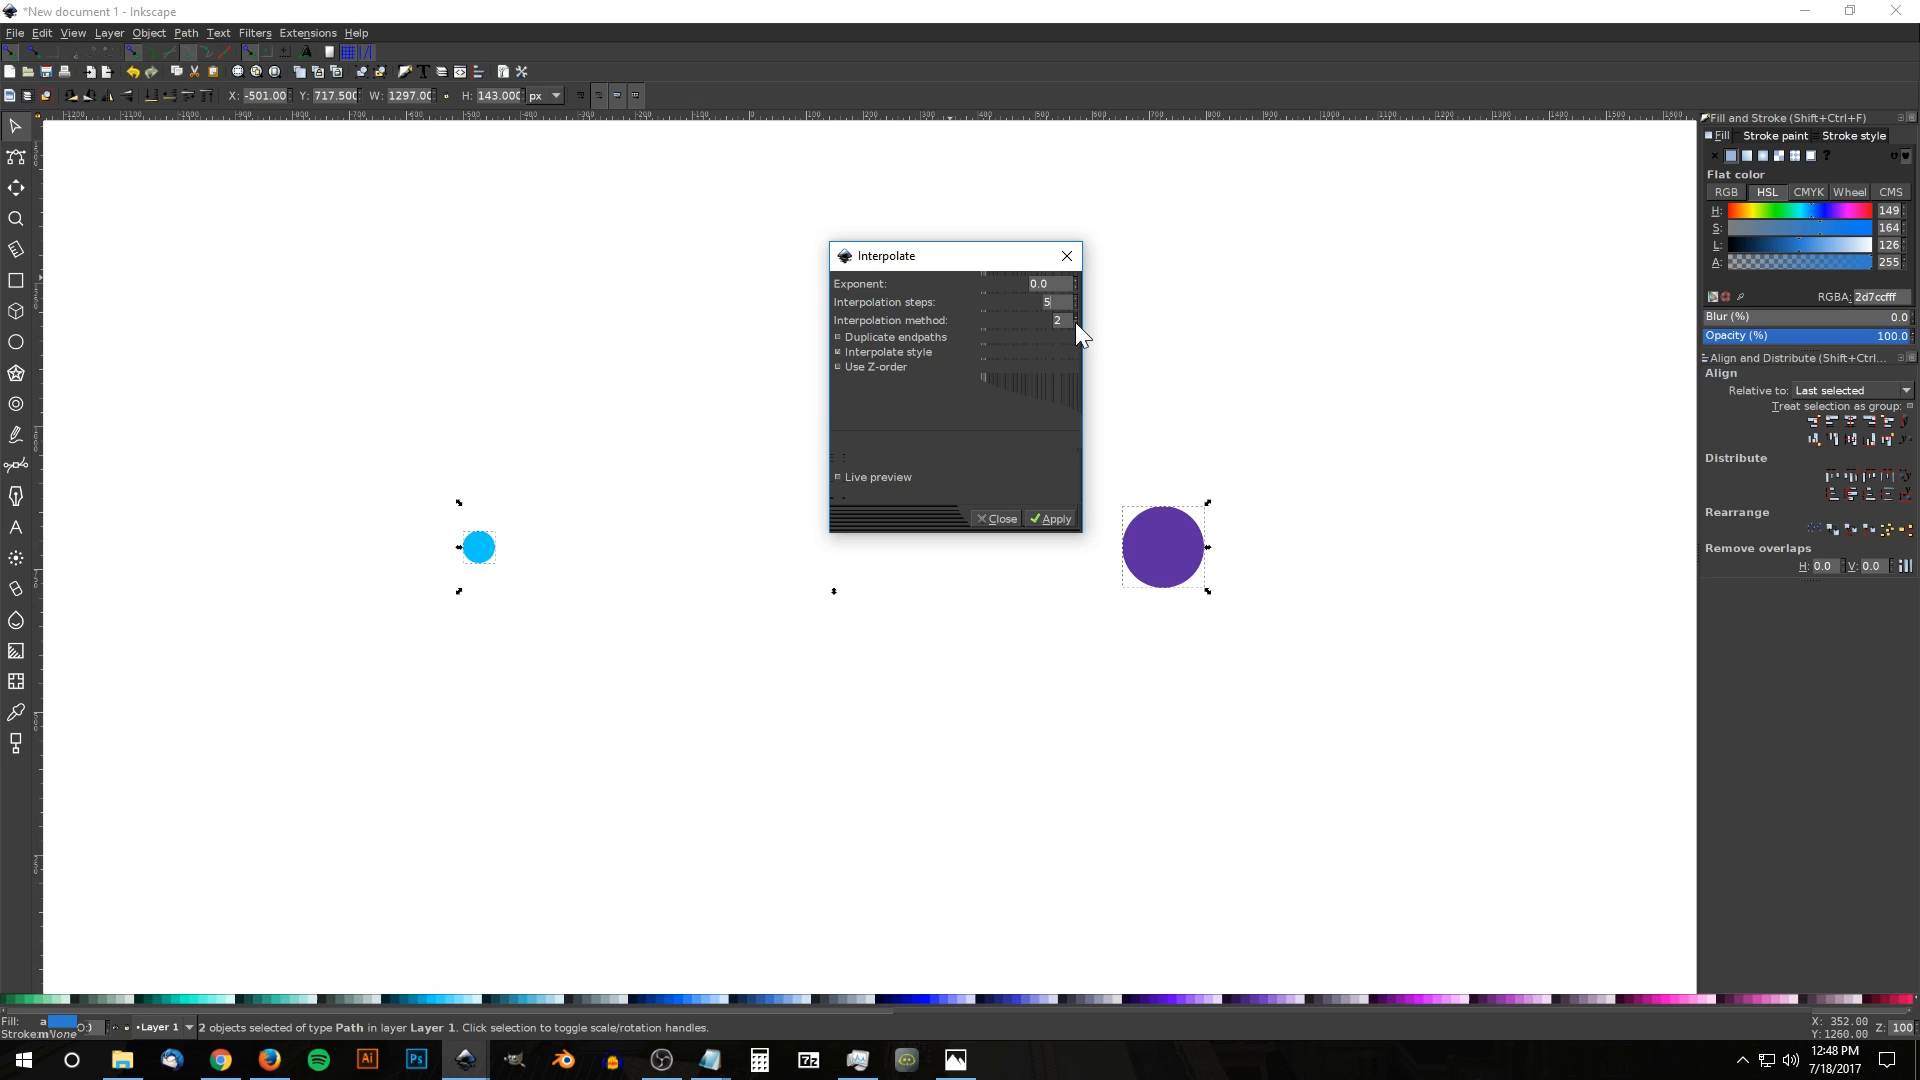 *New document 1 - Inkscape
File Edit View Layer Object Path Text Filters Extensions Help
X: -501.00 Y: 717.500 W: 1297.00 H: 143.000 px
Fill and Stroke (Shift+Ctrl+F)
Fill Stroke paint Stroke style
Flat color
RGB HSL CMYK Wheel CMS
H: 149
S: 164
L: 126
A: 255
RGBA: 2d7ccfff
Blur (%) 0.0
Opacity (%) 100.0
Align and Distribute (Shift+Ctrl...
Align
Relative to: Last selected
Treat selection as group:
Distribute
Rearrange
Remove overlaps
H: 0.0 V: 0.0
Interpolate
Exponent: 0.0
Interpolation steps: 5
Interpolation method: 2
Duplicate endpaths
Interpolate style
Use Z-order
Live preview
Close Apply
Fill:
Layer 1 2 objects selected of type Path in layer Layer 1. Click selection to toggle scale/rotation handles.
X: 352.00
Y: 1260.00
Z: 100
Ai Ps 7z
12:48 PM
7/18/2017